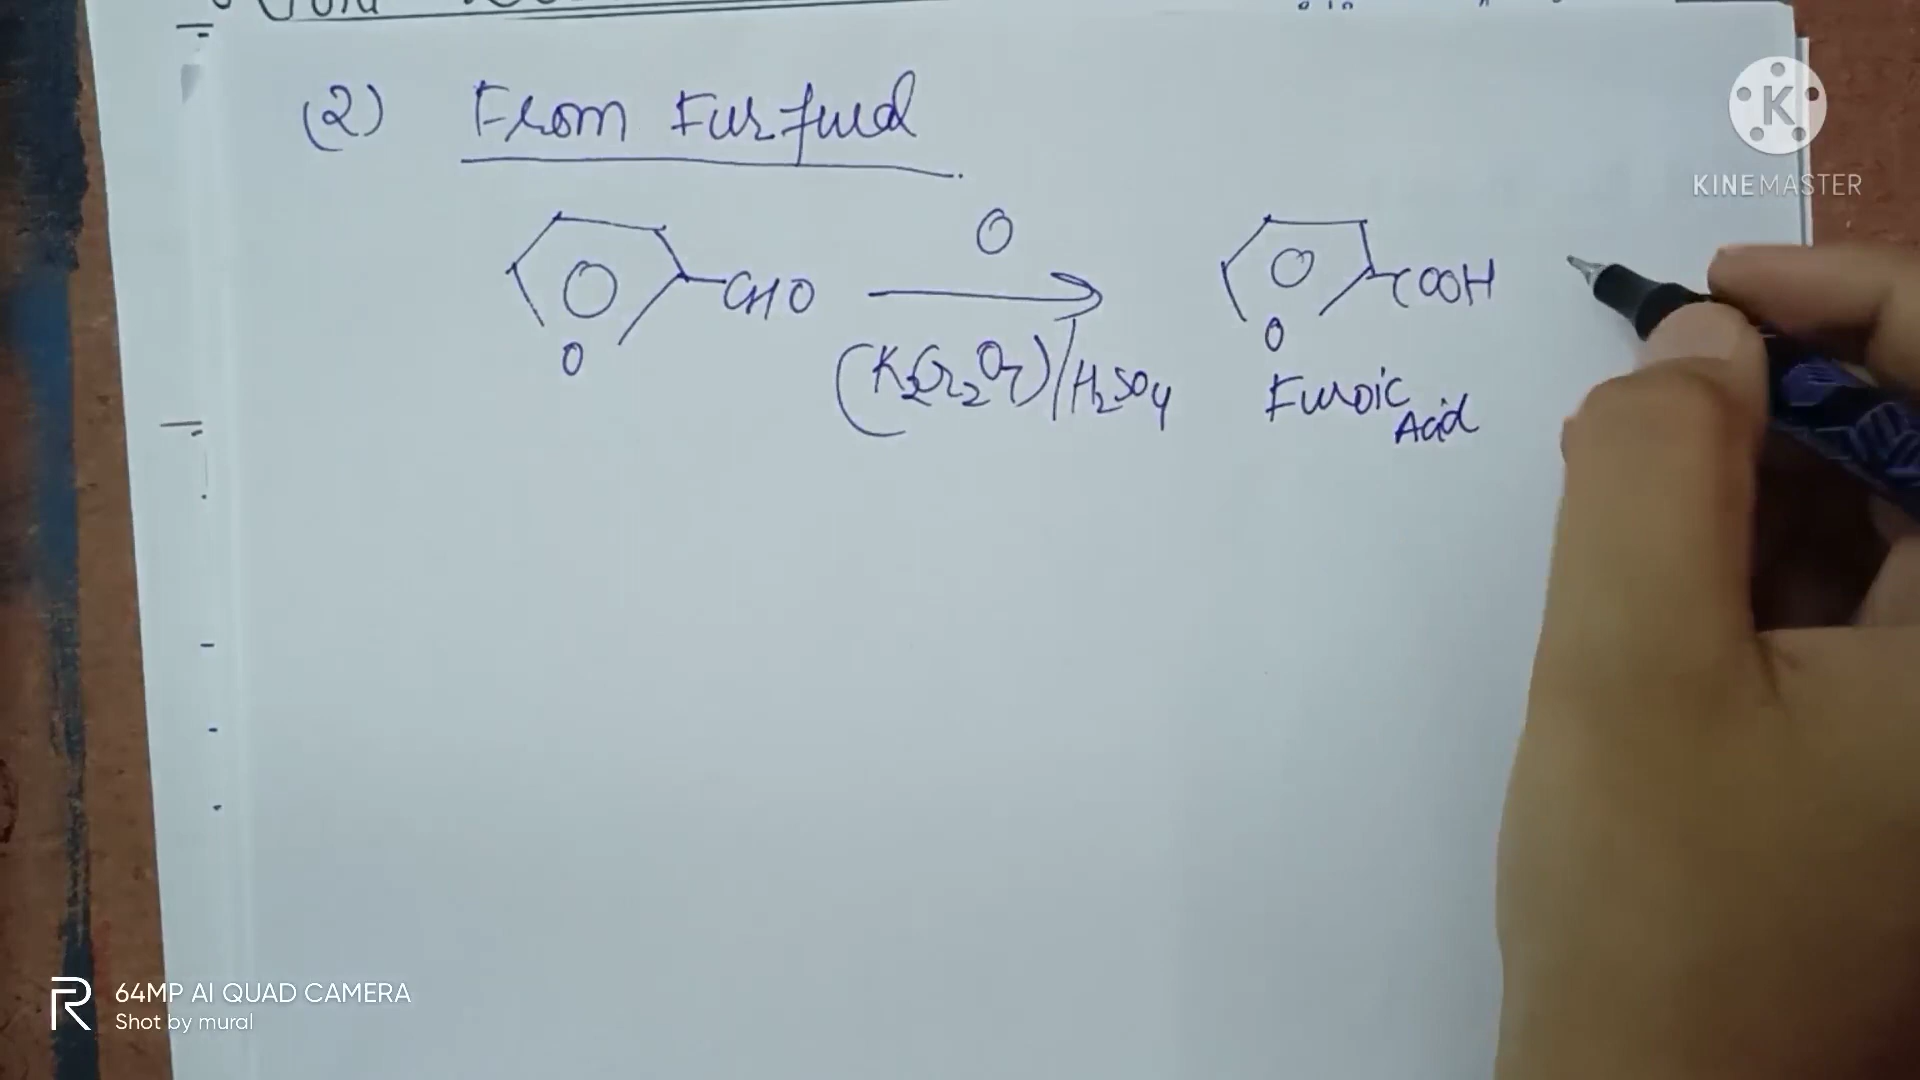 (2) From Furfural
KINEMASTER
O
CHO
COOH
O
O
(K2Cr2O7)/H2SO4
Furoic
Acid
64MP AI QUAD CAMERA
Shot by mural